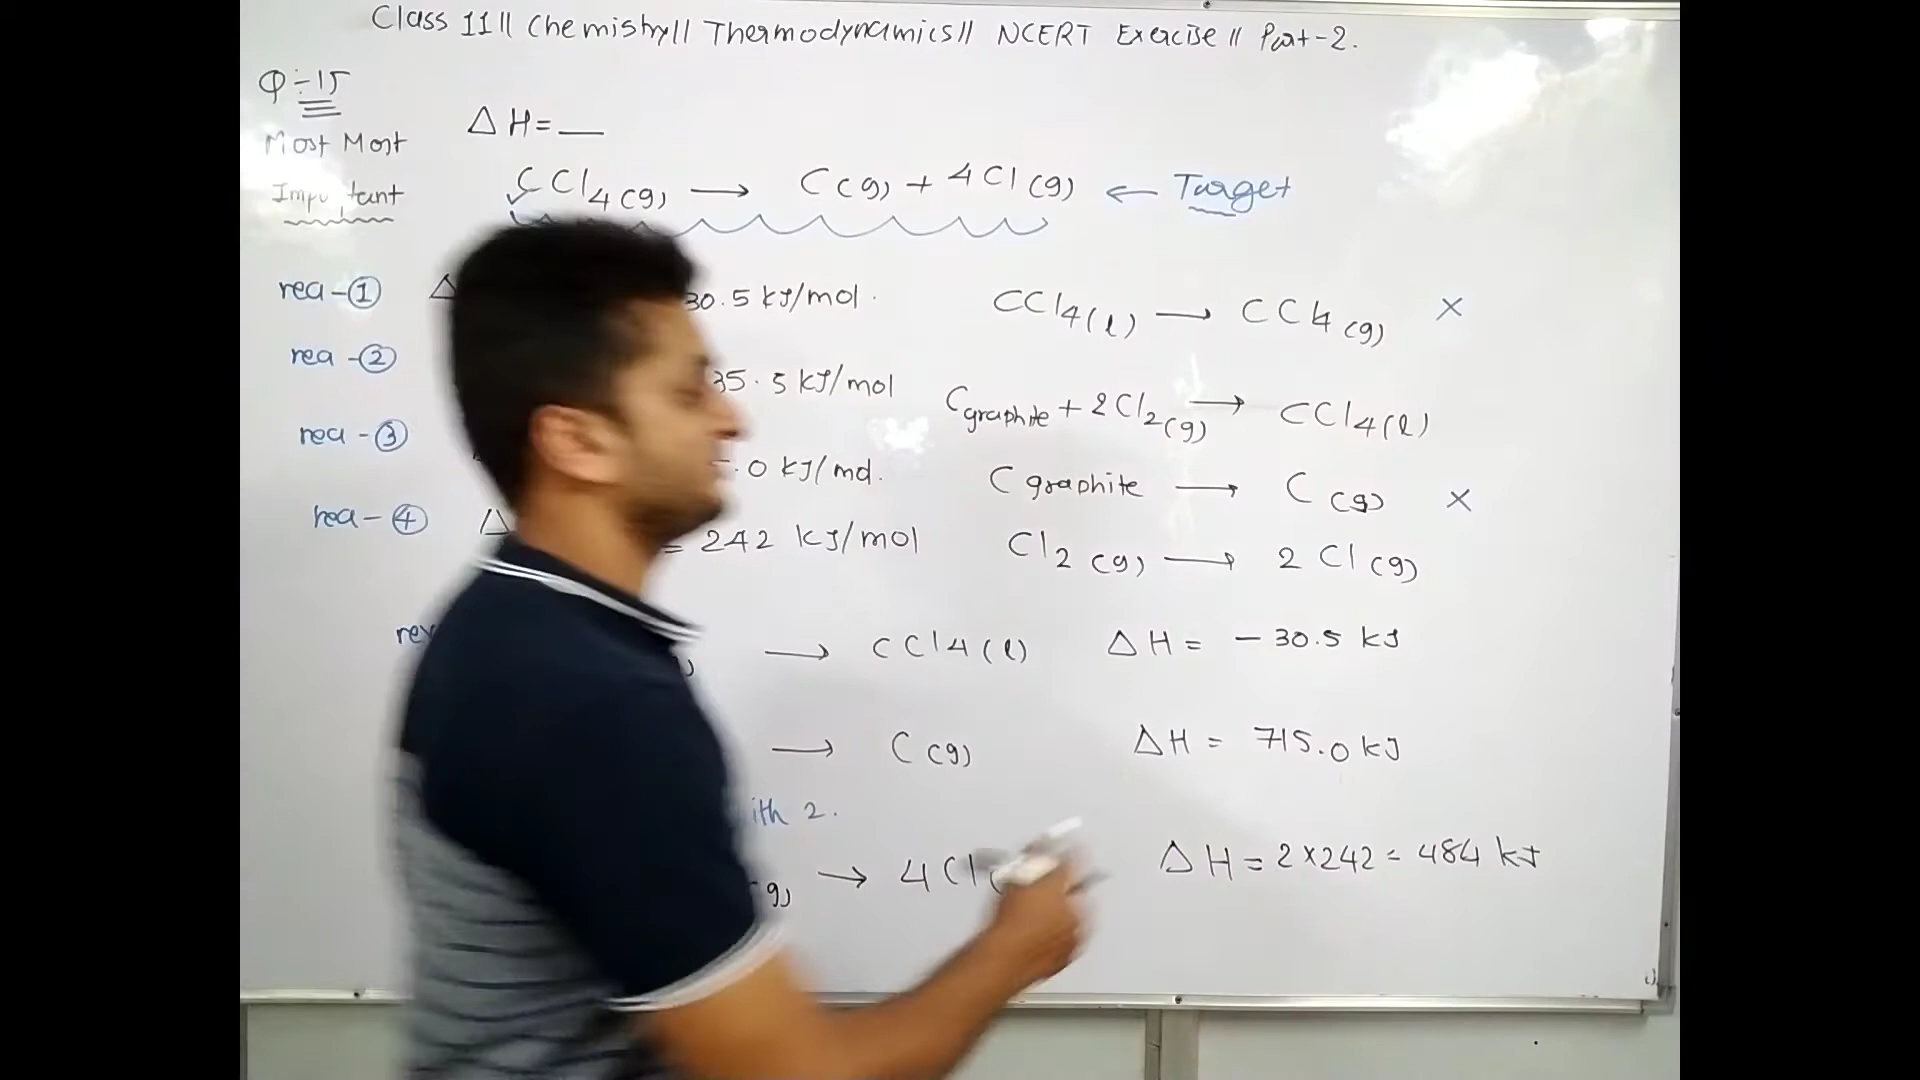 Class 11 || Chemistry || Thermodynamics || NCERT Exercise || Part-2.
Q:-15
ΔH = __
Most Most
Important
CCl4(g) → C(g) + 4Cl(g) ← Target
rea-① Δ 30.5 kJ/mol. CCl4(l) → CCl4(g) ×
rea-② 35.5 kJ/mol Cgraphite + 2Cl2(g) → CCl4(l)
rea-③ .0 kJ/mol. C graphite → C(g) ×
rea-④ Δ = 242 kJ/mol Cl2(g) → 2Cl(g)
rev → CCl4(l) ΔH = -30.5 kJ
→ C(g) ΔH = 715.0 kJ
ith 2.
g) → 4Cl( ΔH = 2×242 = 484 kJ